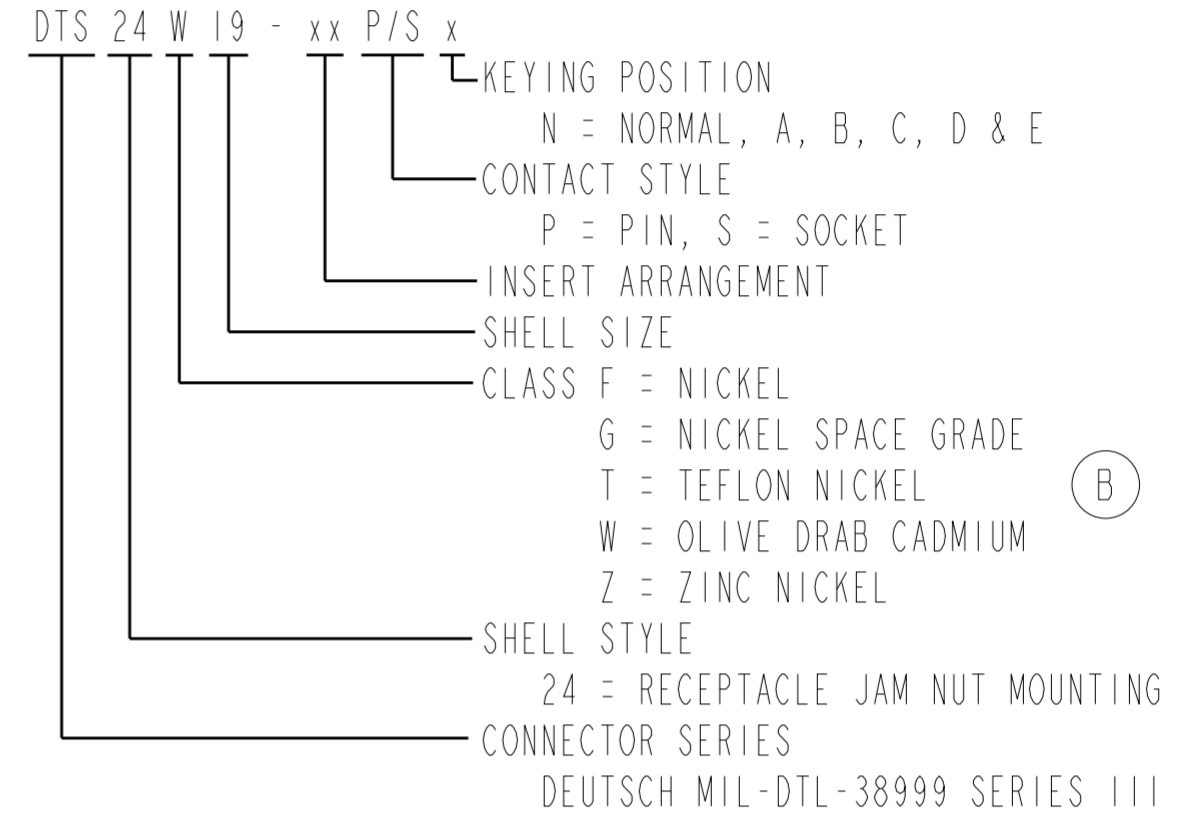 DTS 24 W 19 - xx P/S x
KEYING POSITION
N = NORMAL, A, B, C, D & E
CONTACT STYLE
P = PIN, S = SOCKET
INSERT ARRANGEMENT
SHELL SIZE
CLASS F = NICKEL
G = NICKEL SPACE GRADE
T = TEFLON NICKEL
B
W = OLIVE DRAB CADMIUM
Z = ZINC NICKEL
SHELL STYLE
24 = RECEPTACLE JAM NUT MOUNTING
CONNECTOR SERIES
DEUTSCH MIL-DTL-38999 SERIES III